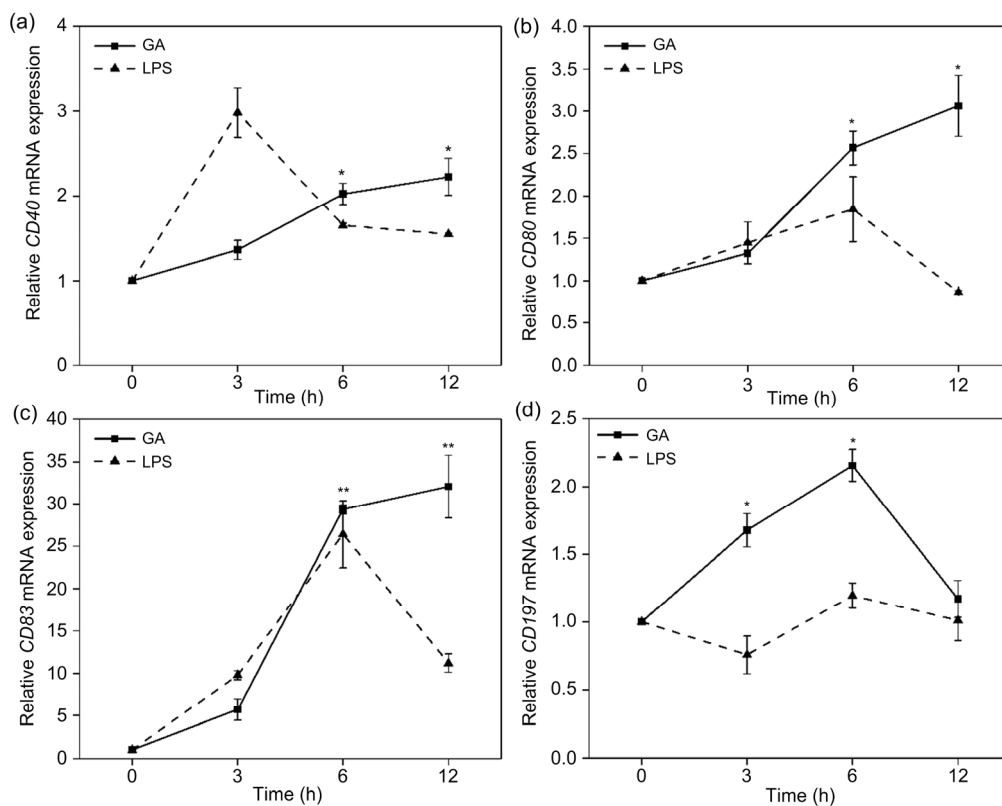 (a)
Relative CD40 mRNA expression
4
3
2
1
0
GA
LPS
*
*
0
3
6
12
Time (h)
(b)
Relative CD80 mRNA expression
4.0
3.5
3.0
2.5
2.0
1.5
1.0
0.5
0.0
GA
LPS
*
*
0
3
6
12
Time (h)
(c)
Relative CD83 mRNA expression
40
35
30
25
20
15
10
5
0
GA
LPS
**
**
0
3
6
12
Time (h)
(d)
Relative CD197 mRNA expression
2.5
2.0
1.5
1.0
0.5
0.0
GA
LPS
*
*
0
3
6
12
Time (h)